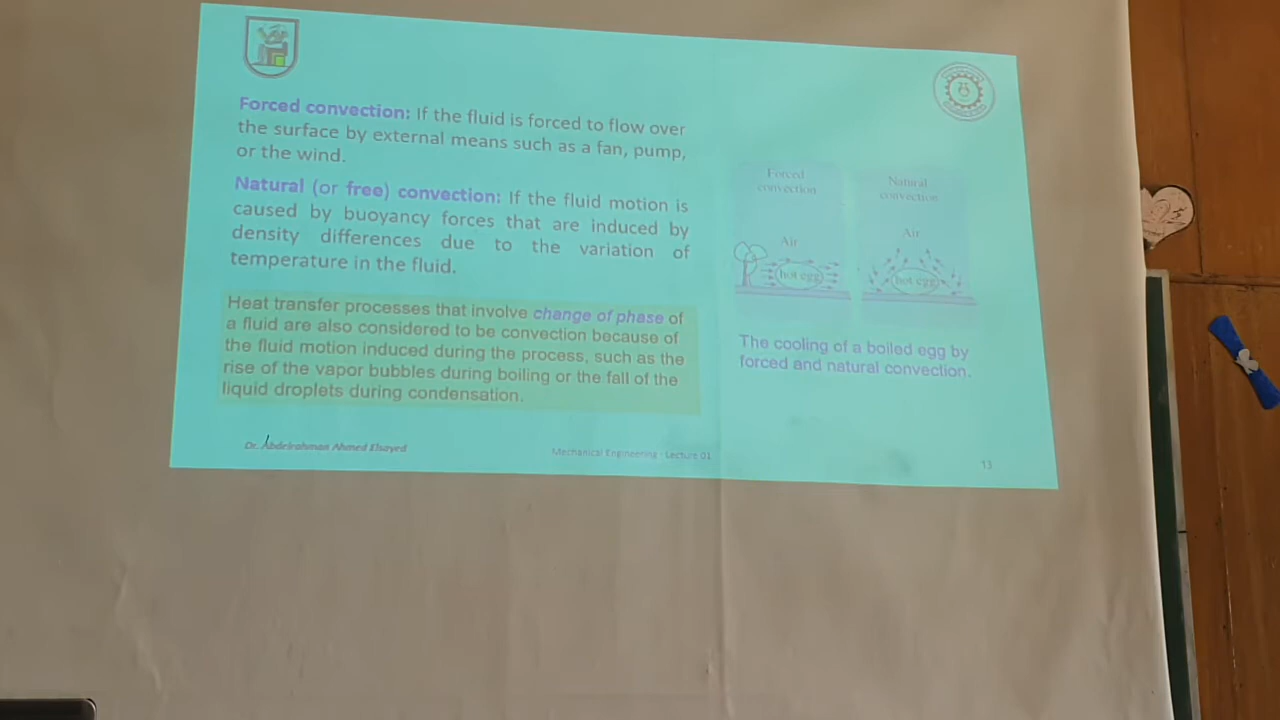 Forced convection: If the fluid is forced to flow over
the surface by external means such as a fan, pump,
or the wind.
Natural (or free) convection: If the fluid motion is
caused by buoyancy forces that are induced by
density differences due to the variation of
temperature in the fluid.
Heat transfer processes that involve change of phase of
a fluid are also considered to be convection because of
the fluid motion induced during the process, such as the
rise of the vapor bubbles during boiling or the fall of the
liquid droplets during condensation.
Forced
convection
Air
hot egg
Natural
convection
Air
hot egg
The cooling of a boiled egg by
forced and natural convection.
Dr. Abdelrahman Ahmed Elsayed
Mechanical Engineering - Lecture 01
13